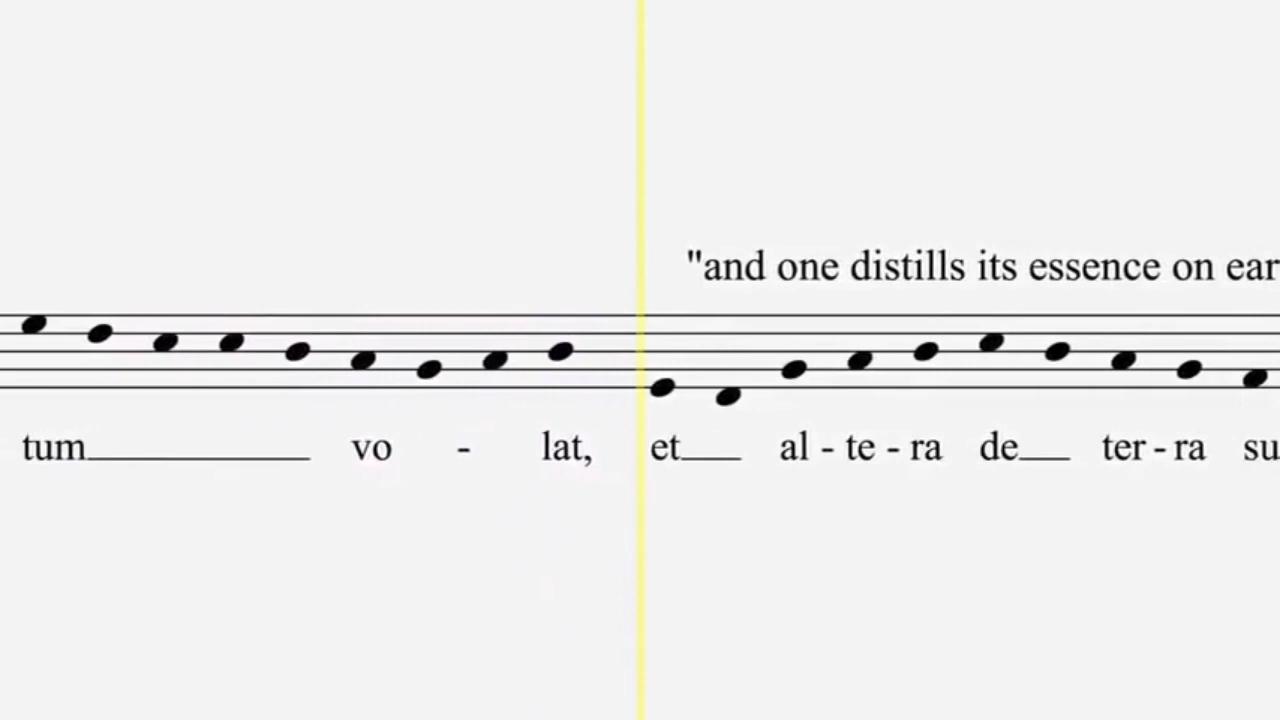 "and one distills its essence on ear
tum vo - lat, et al - te - ra de ter - ra su